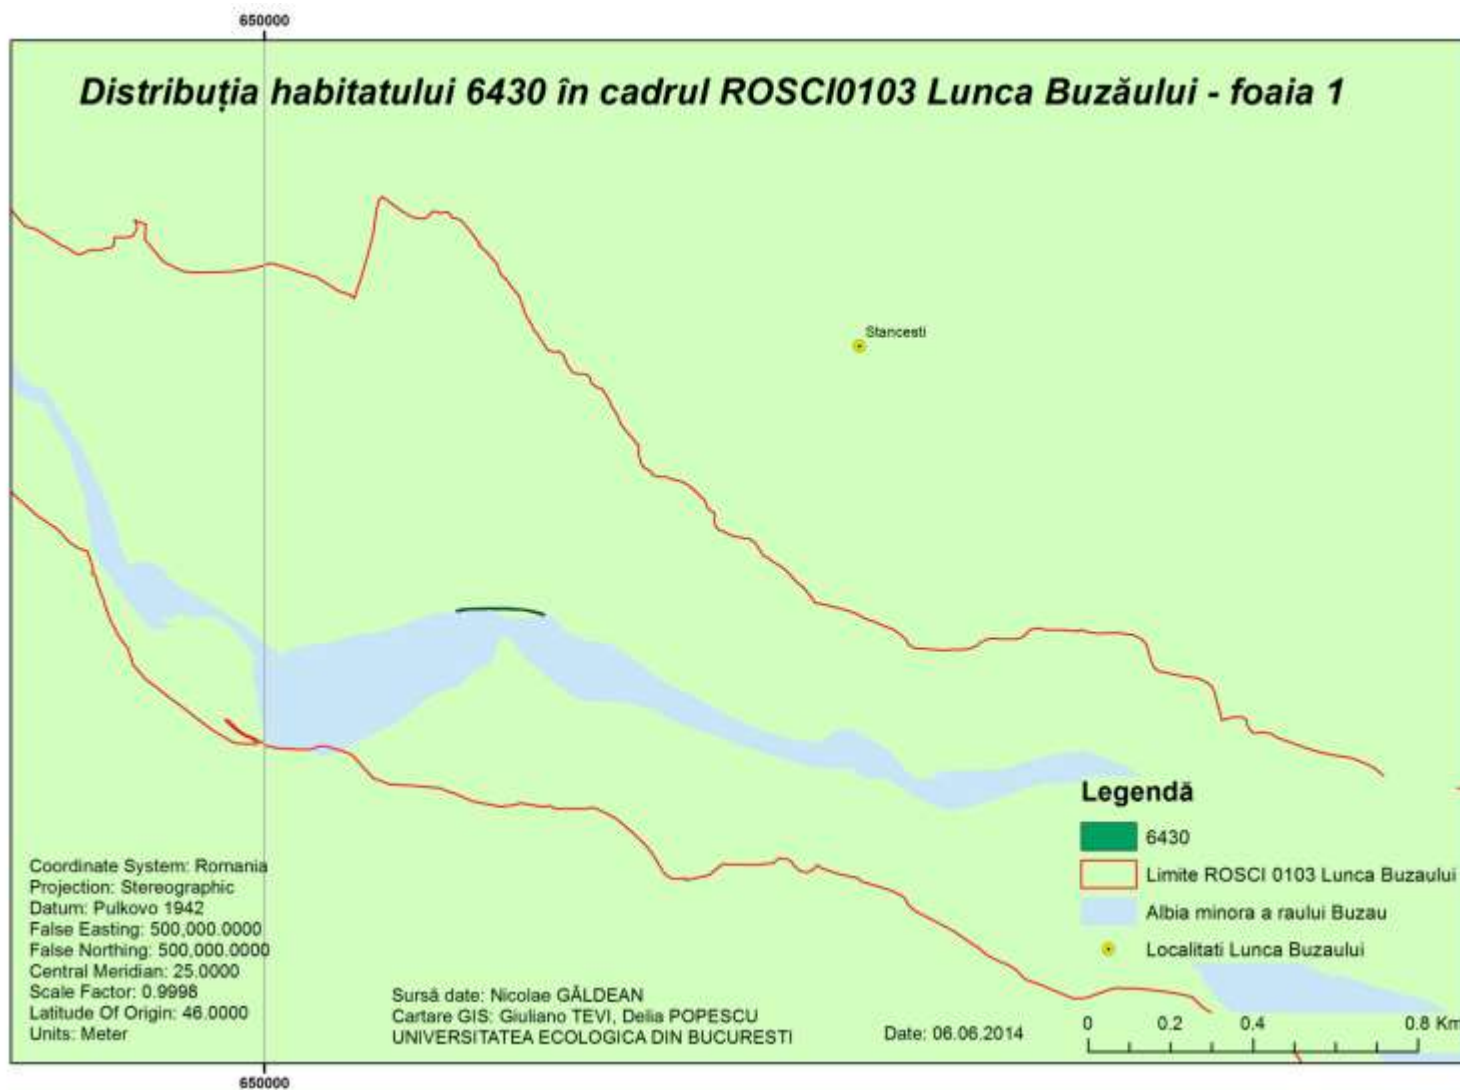 650000
Distribuția habitatului 6430 în cadrul ROSCI0103 Lunca Buzăului - foaia 1
Stancesti
Legendă
6430
Limite ROSCI 0103 Lunca Buzaului
Albia minora a raului Buzau
Localitati Lunca Buzaului
Coordinate System: Romania
Projection: Stereographic
Datum: Pulkovo 1942
False Easting: 500,000.0000
False Northing: 500,000.0000
Central Meridian: 25.0000
Scale Factor: 0.9998
Latitude Of Origin: 46.0000
Units: Meter
Sursă date: Nicolae GĂLDEAN
Cartare GIS: Giuliano TEVI, Delia POPESCU
UNIVERSITATEA ECOLOGICA DIN BUCURESTI
Date: 06.06.2014
0 0.2 0.4 0.8 Km
650000